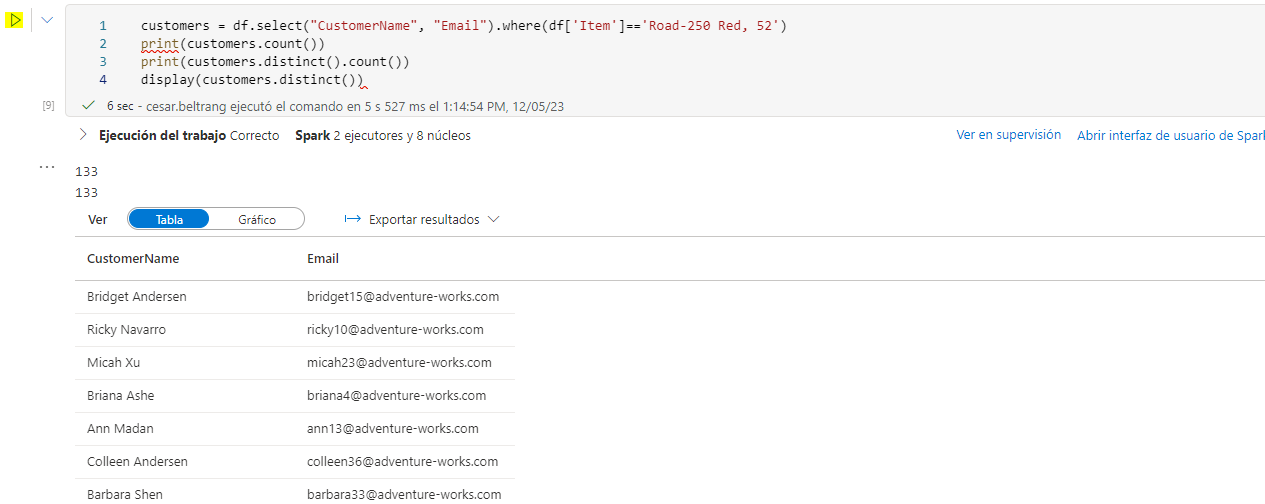 1 customers = df.select("CustomerName", "Email").where(df['Item']=='Road-250 Red, 52')
2 print(customers.count())
3 print(customers.distinct().count())
4 display(customers.distinct())
[9] 6 sec - cesar.beltrang ejecutó el comando en 5 s 527 ms el 1:14:54 PM, 12/05/23
Ejecución del trabajo Correcto Spark 2 ejecutores y 8 núcleos Ver en supervisión Abrir interfaz de usuario de Spark
133
133
Ver Tabla Gráfico Exportar resultados
CustomerName Email
Bridget Andersen bridget15@adventure-works.com
Ricky Navarro ricky10@adventure-works.com
Micah Xu micah23@adventure-works.com
Briana Ashe briana4@adventure-works.com
Ann Madan ann13@adventure-works.com
Colleen Andersen colleen36@adventure-works.com
Barbara Shen barbara33@adventure-works.com